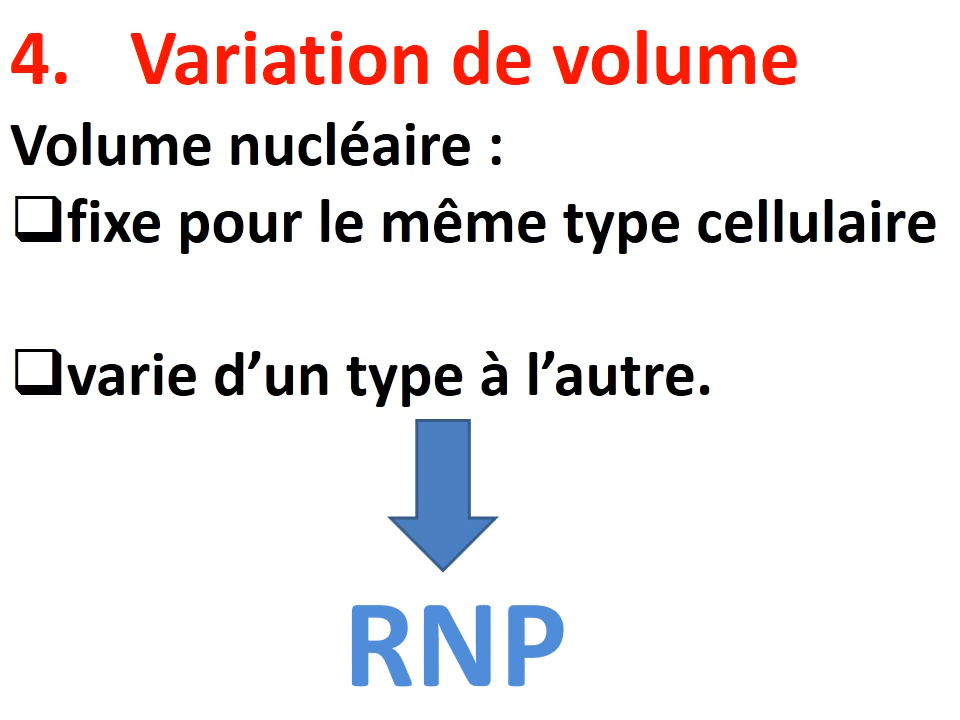 4. Variation de volume
Volume nucléaire :
❑fixe pour le même type cellulaire
❑varie d’un type à l’autre.
RNP